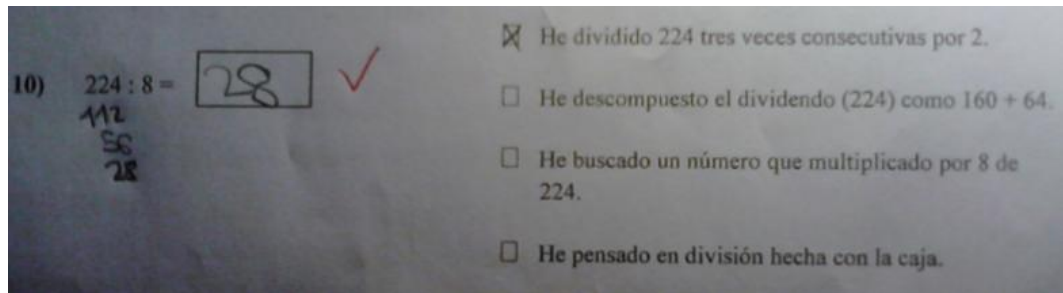 10) 224 : 8 = 28
112
56
28
He dividido 224 tres veces consecutivas por 2.
He descompuesto el dividendo (224) como 160 + 64.
He buscado un número que multiplicado por 8 de
224.
He pensado en división hecha con la caja.